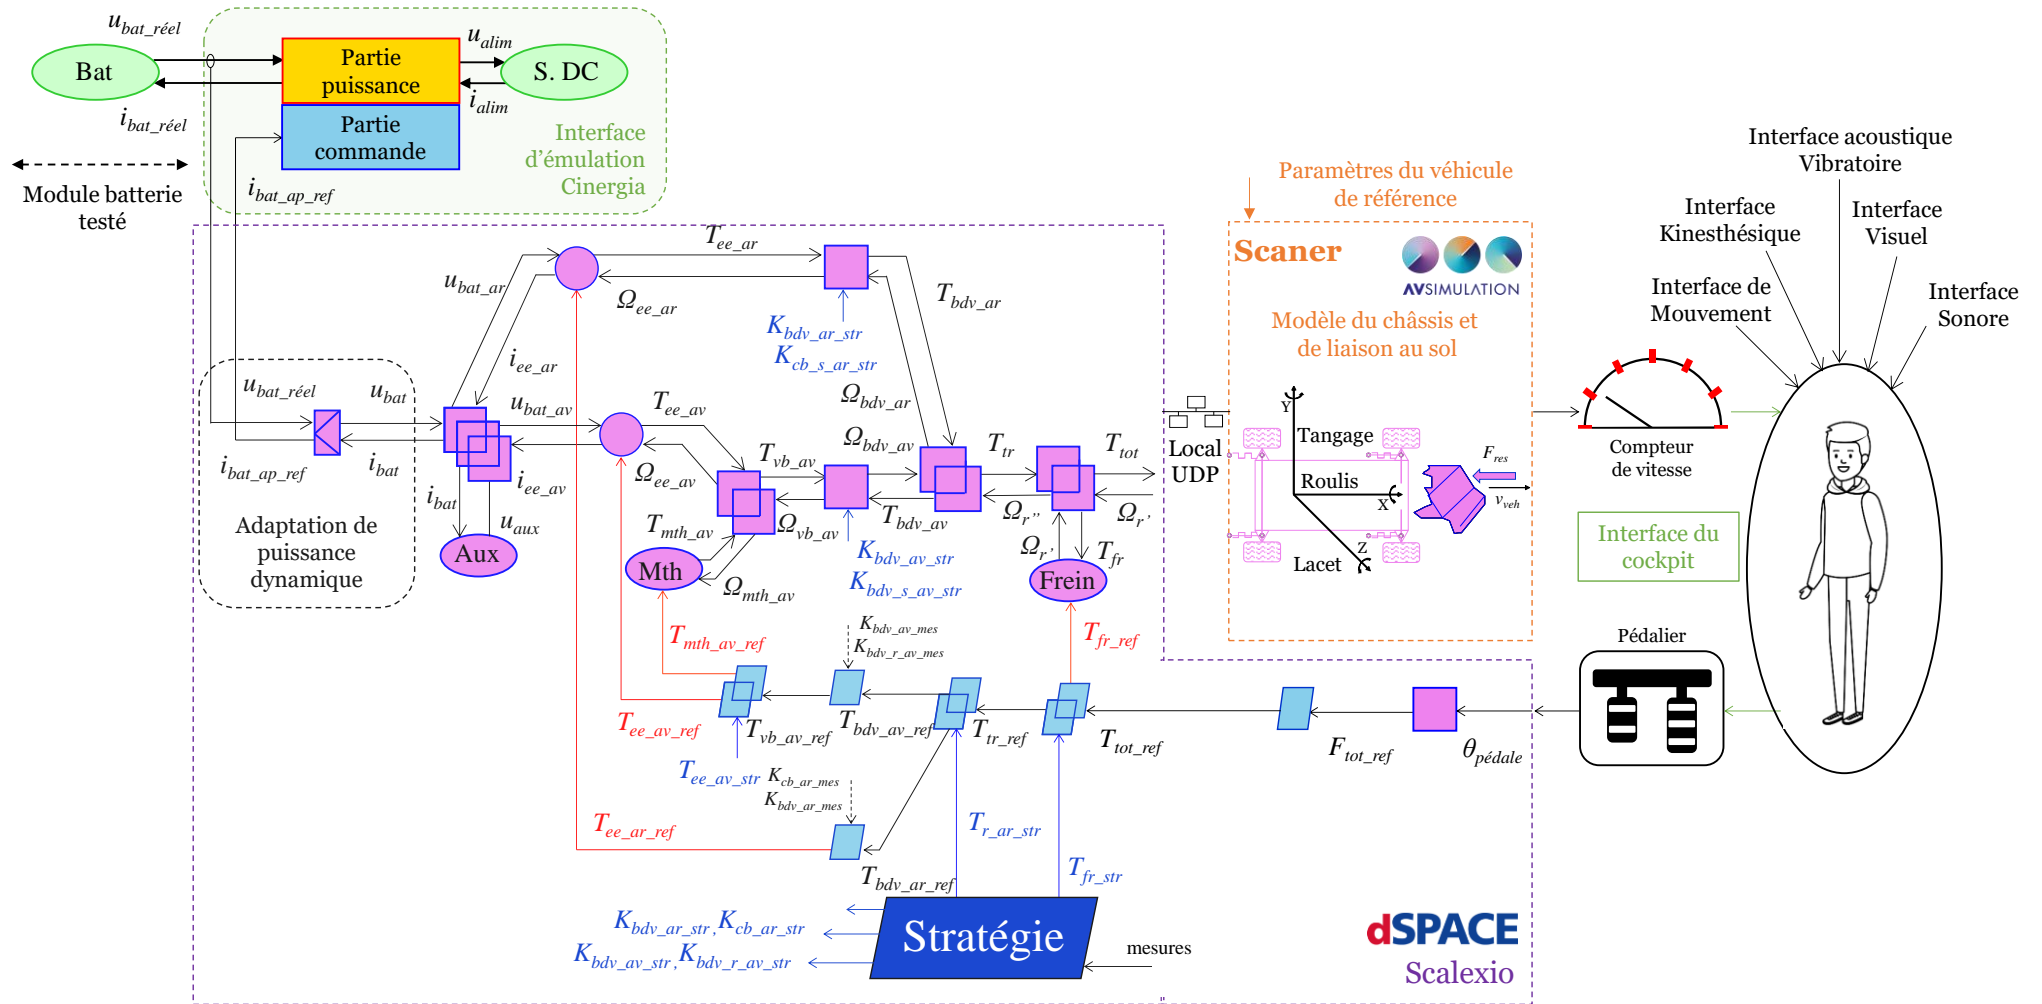 u_bat_réel
Bat
i_bat_réel
Partie
puissance
Partie
commande
u_alim
i_alim
S. DC
Interface
d'émulation
Cinergia
Module batterie
testé
i_bat_ap_ref
Paramètres du véhicule
de référence
Interface acoustique
Vibratoire
Interface
Kinesthésique
Interface
Visuel
Interface de
Mouvement
Interface
Sonore
Scaner
AVSIMULATION
Modèle du châssis et
de liaison au sol
Y
Tangage
Roulis
X
Z
Lacet
F_res
v_veh
Compteur
de vitesse
Interface du
cockpit
Pédalier
Local
UDP
T_ee_ar
u_bat_ar
Ω_ee_ar
i_ee_ar
K_bdv_ar_str
K_cb_s_ar_str
T_bdv_ar
Ω_bdv_ar
u_bat_réel
u_bat
i_bat_ap_ref
i_bat
Adaptation de
puissance
dynamique
u_bat_av
i_ee_av
i_bat
u_aux
Aux
T_ee_av
Ω_ee_av
T_vb_av
Ω_vb_av
T_mth_av
Mth
Ω_mth_av
Ω_bdv_av
T_bdv_av
K_bdv_av_str
K_bdv_s_av_str
T_tr
Ω_r''
T_tot
Ω_r'
Ω_r'
T_fr
Frein
T_mth_av_ref
K_bdv_av_mes
K_bdv_r_av_mes
T_fr_ref
T_ee_av_ref
T_vb_av_ref
T_bdv_av_ref
T_tr_ref
T_tot_ref
F_tot_ref
θ_pédale
T_ee_av_str
K_cb_ar_mes
K_bdv_ar_mes
T_ee_ar_ref
T_bdv_ar_ref
T_r_ar_str
T_fr_str
K_bdv_ar_str,K_cb_ar_str
K_bdv_av_str,K_bdv_r_av_str
Stratégie
mesures
dSPACE
Scalexio